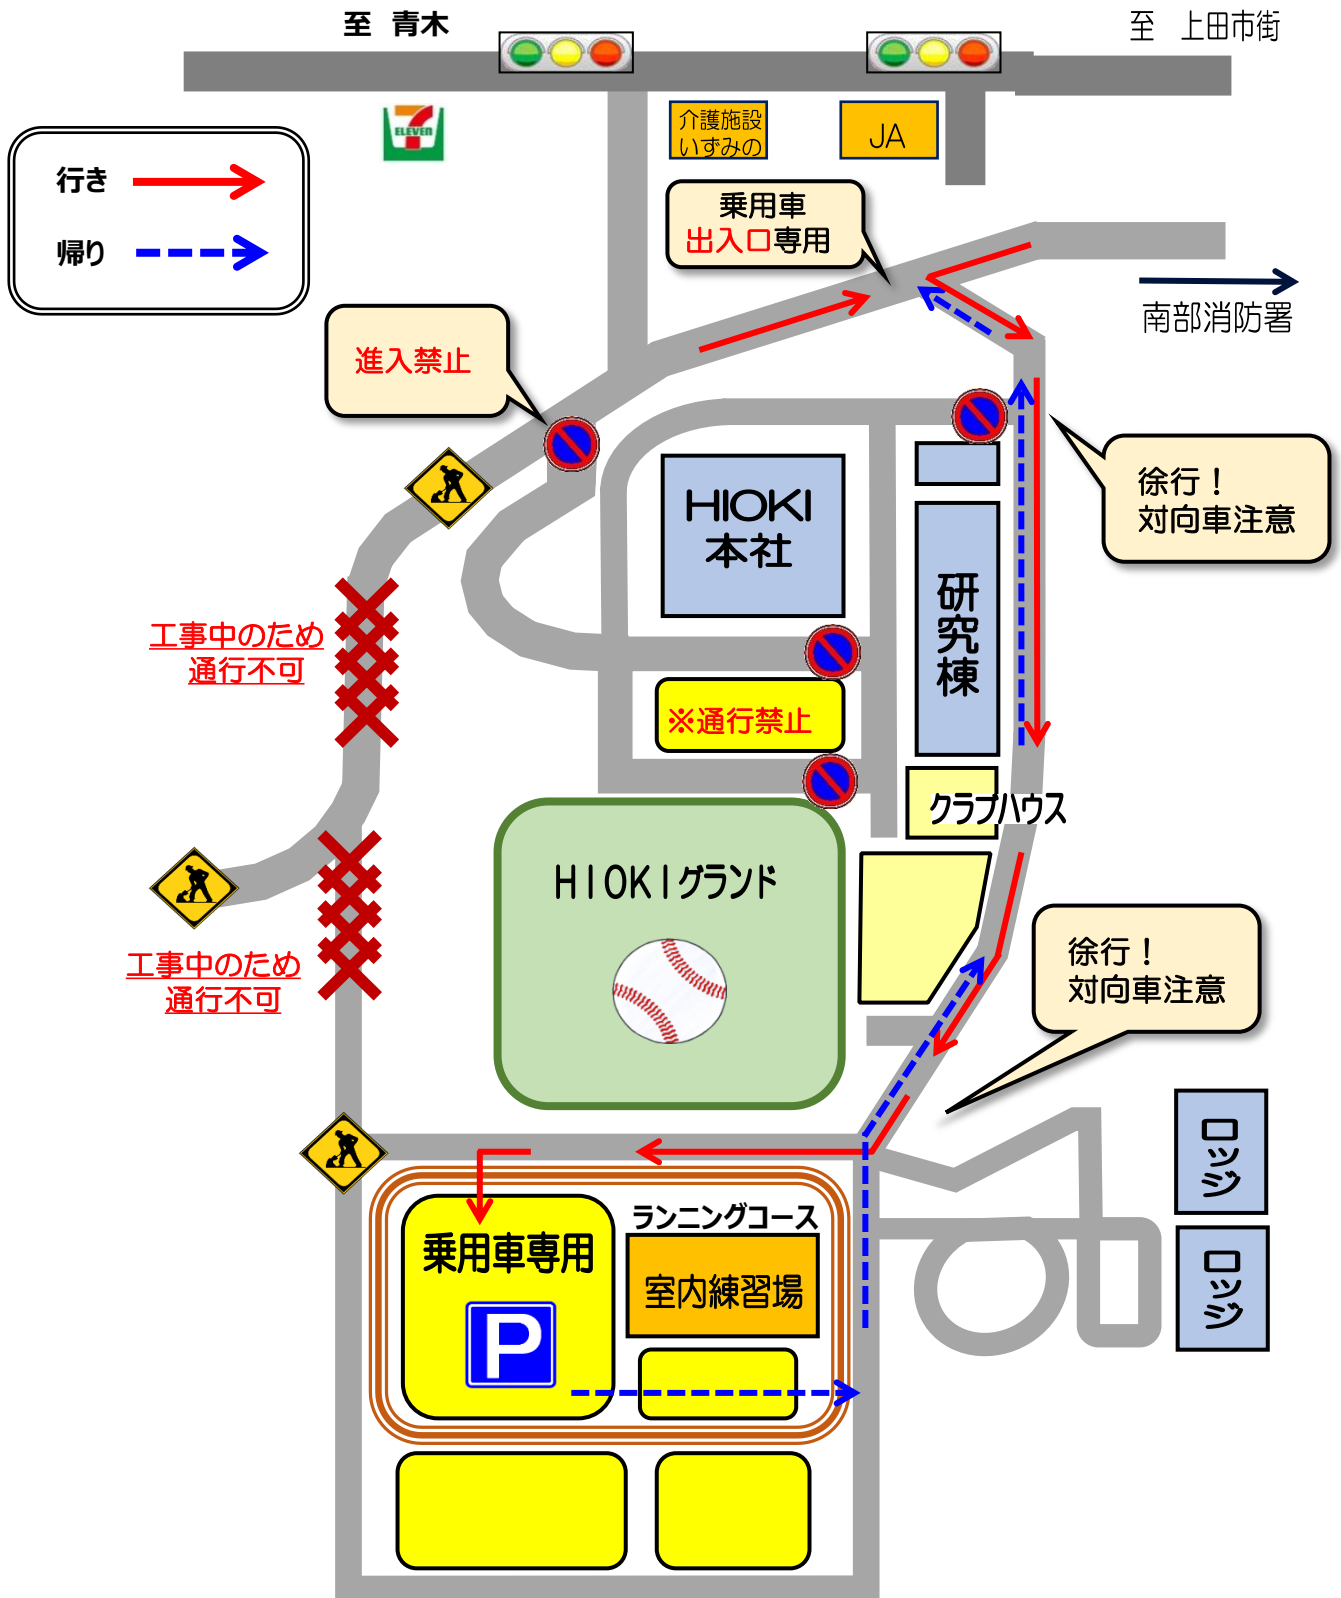 至 青木
至 上田市街
7
ELEVEN
介護施設
いずみの
JA
行き
帰り
乗用車
出入口専用
南部消防署
進入禁止
徐行！
対向車注意
HIOKI
本社
研究棟
工事中のため
通行不可
※通行禁止
クラブハウス
HIOKIグランド
徐行！
対向車注意
工事中のため
通行不可
ロッジ
ロッジ
ランニングコース
乗用車専用
室内練習場
P